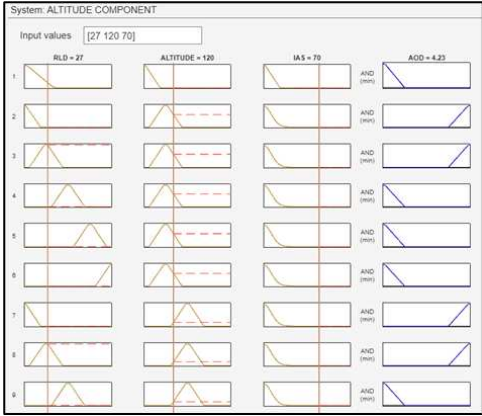 System: ALTITUDE COMPONENT
Input values [27 120 70]
RLD = 27 ALTITUDE = 120 IAS = 70 AOD = 4.23
1 AND (min)
2 AND (min)
3 AND (min)
4 AND (min)
5 AND (min)
6 AND (min)
7 AND (min)
8 AND (min)
9 AND (min)